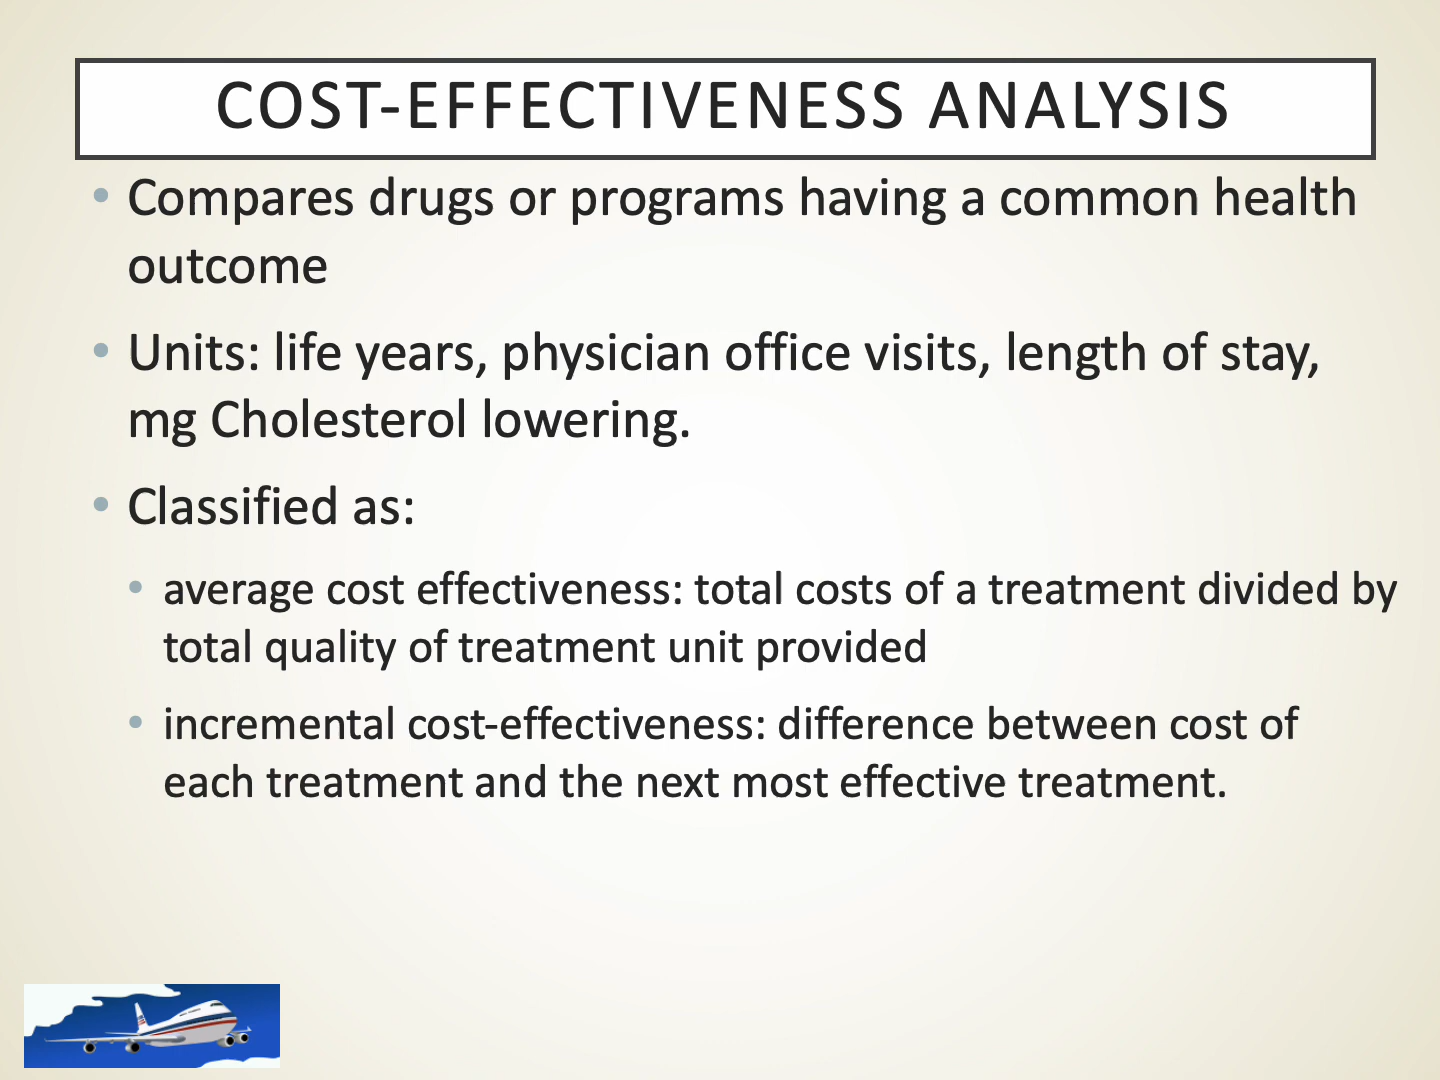 COST-EFFECTIVENESS ANALYSIS
• Compares drugs or programs having a common health
outcome
• Units: life years, physician office visits, length of stay,
mg Cholesterol lowering.
• Classified as:
• average cost effectiveness: total costs of a treatment divided by
total quality of treatment unit provided
• incremental cost-effectiveness: difference between cost of
each treatment and the next most effective treatment.